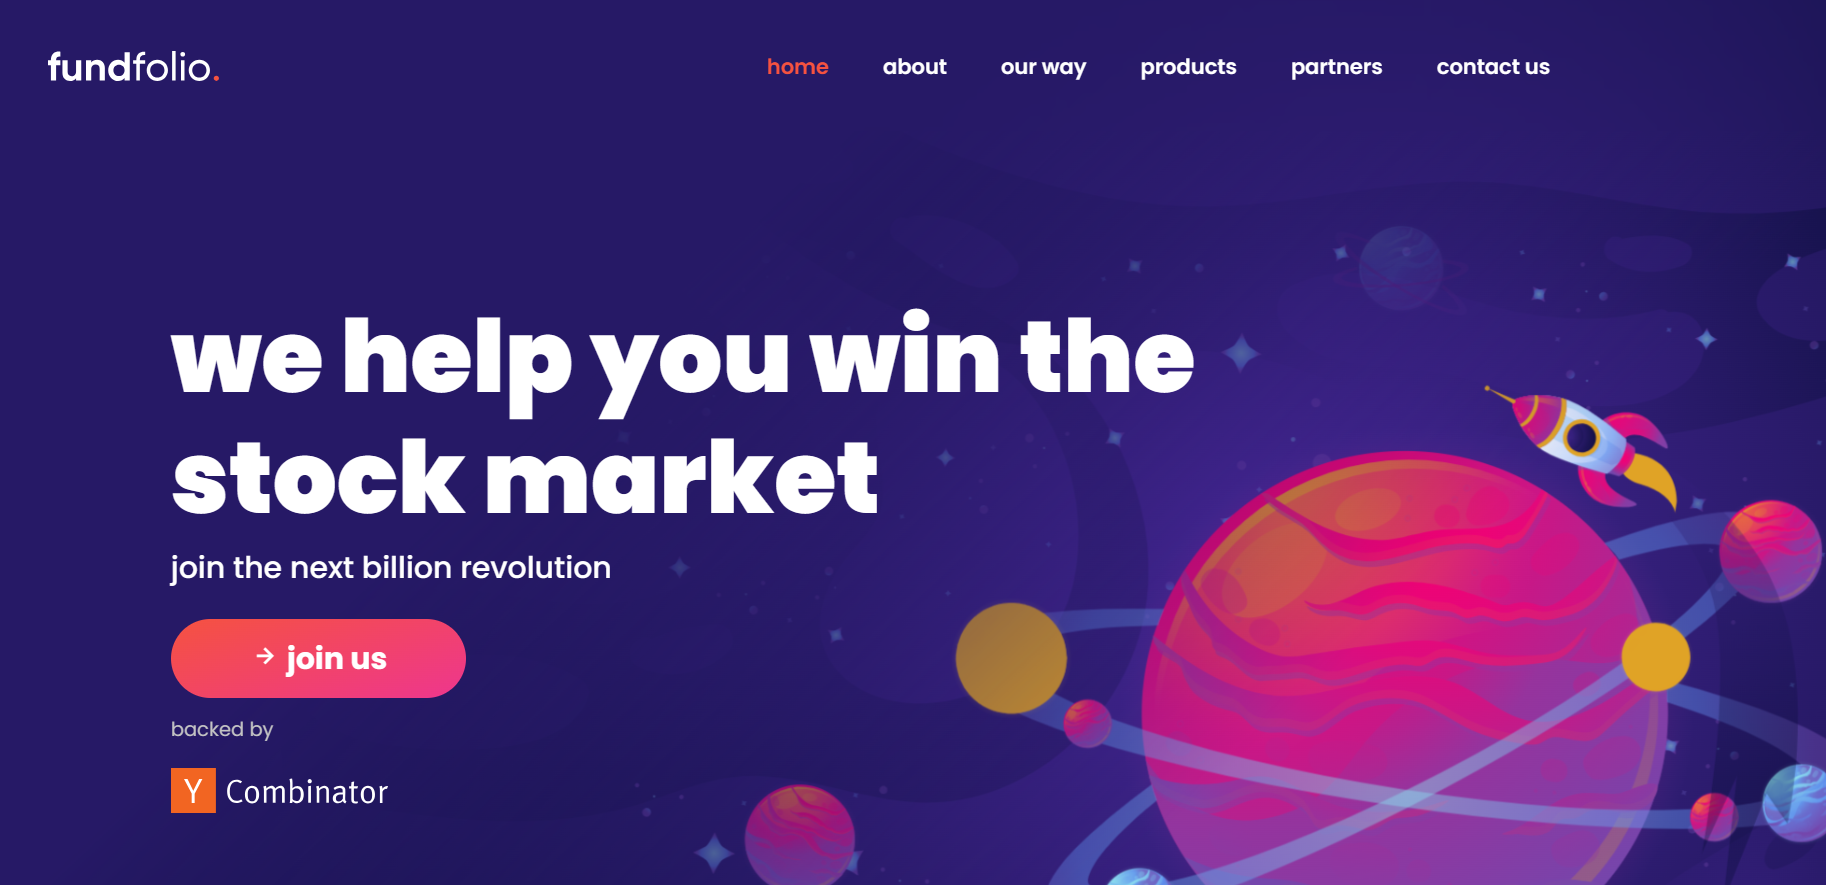 fundfolio.
home about our way products partners contact us
we help you win the
stock market
join the next billion revolution
→ join us
backed by
Y Combinator